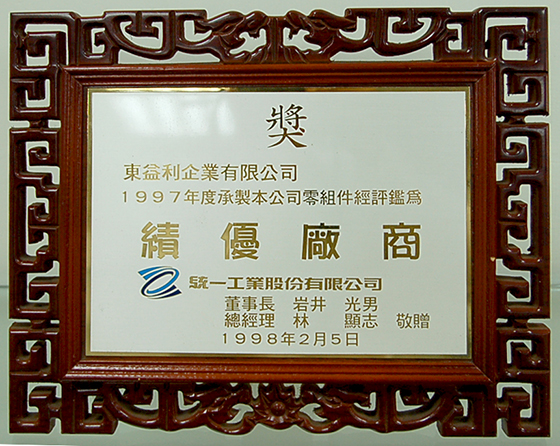 獎
東益利企業有限公司
1997年度承製本公司零組件經評鑑為
績優廠商
統一工業股份有限公司
董事長 岩井 光男
總經理 林 顯志 敬贈
1998年2月5日